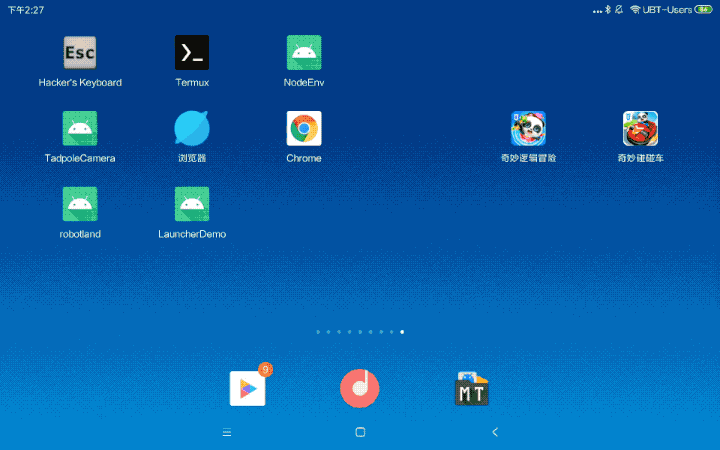 下午2:27
UBT-Users
Esc
Hacker's Keyboard
Termux
NodeEnv
TadpoleCamera
浏览器
Chrome
奇妙逻辑冒险
奇妙碰碰车
robotland
LauncherDemo
9
MT